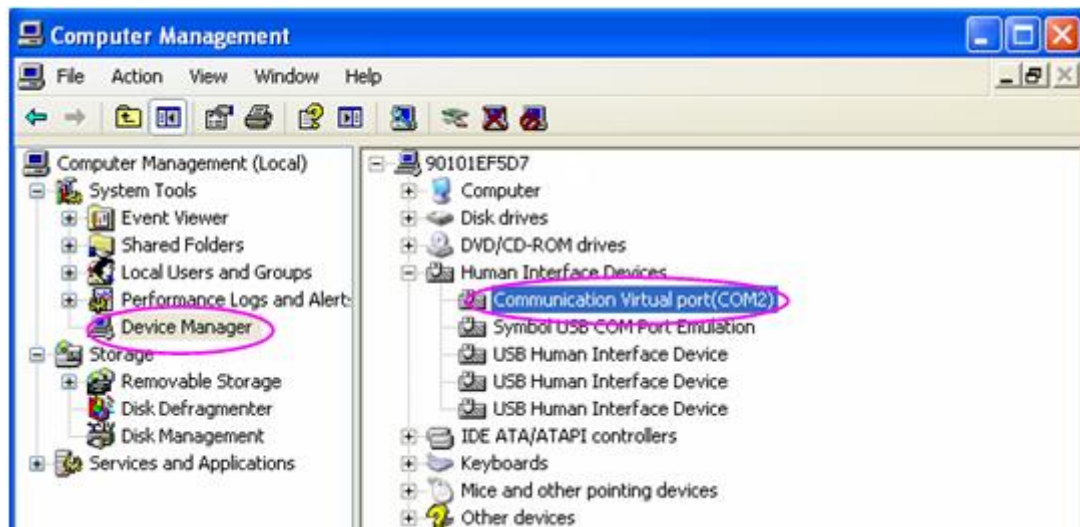 Computer Management
File Action View Window Help
Computer Management (Local)
System Tools
Event Viewer
Shared Folders
Local Users and Groups
Performance Logs and Alert
Device Manager
Storage
Removable Storage
Disk Defragmenter
Disk Management
Services and Applications
90101EF5D7
Computer
Disk drives
DVD/CD-ROM drives
Human Interface Devices
Communication Virtual port(COM2)
Symbol USB COM Port Emulation
USB Human Interface Device
USB Human Interface Device
USB Human Interface Device
IDE ATA/ATAPI controllers
Keyboards
Mice and other pointing devices
Other devices